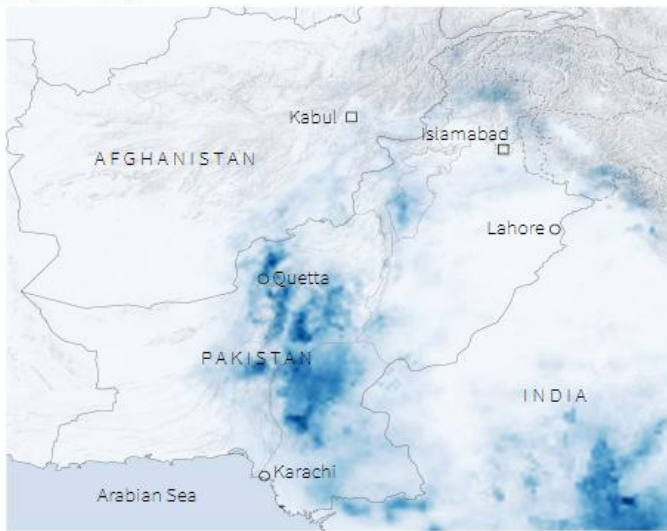 Kabul
Islamabad
AFGHANISTAN
Lahore
Quetta
PAKISTAN
INDIA
Karachi
Arabian Sea